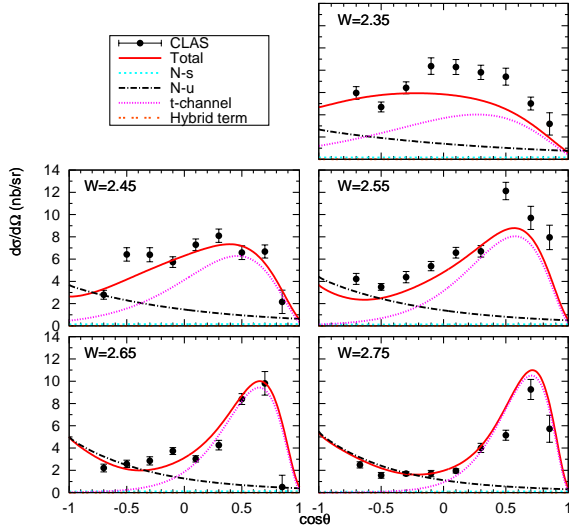 CLAS
Total
N-s
N-u
t-channel
Hybrid term
W=2.35
dσ/dΩ (nb/sr)
14
12
10
8
6
4
2
0
W=2.45
W=2.55
14
12
10
8
6
4
2
0
W=2.65
W=2.75
-1 -0.5 0 0.5 1 -0.5 0 0.5 1
cosθ